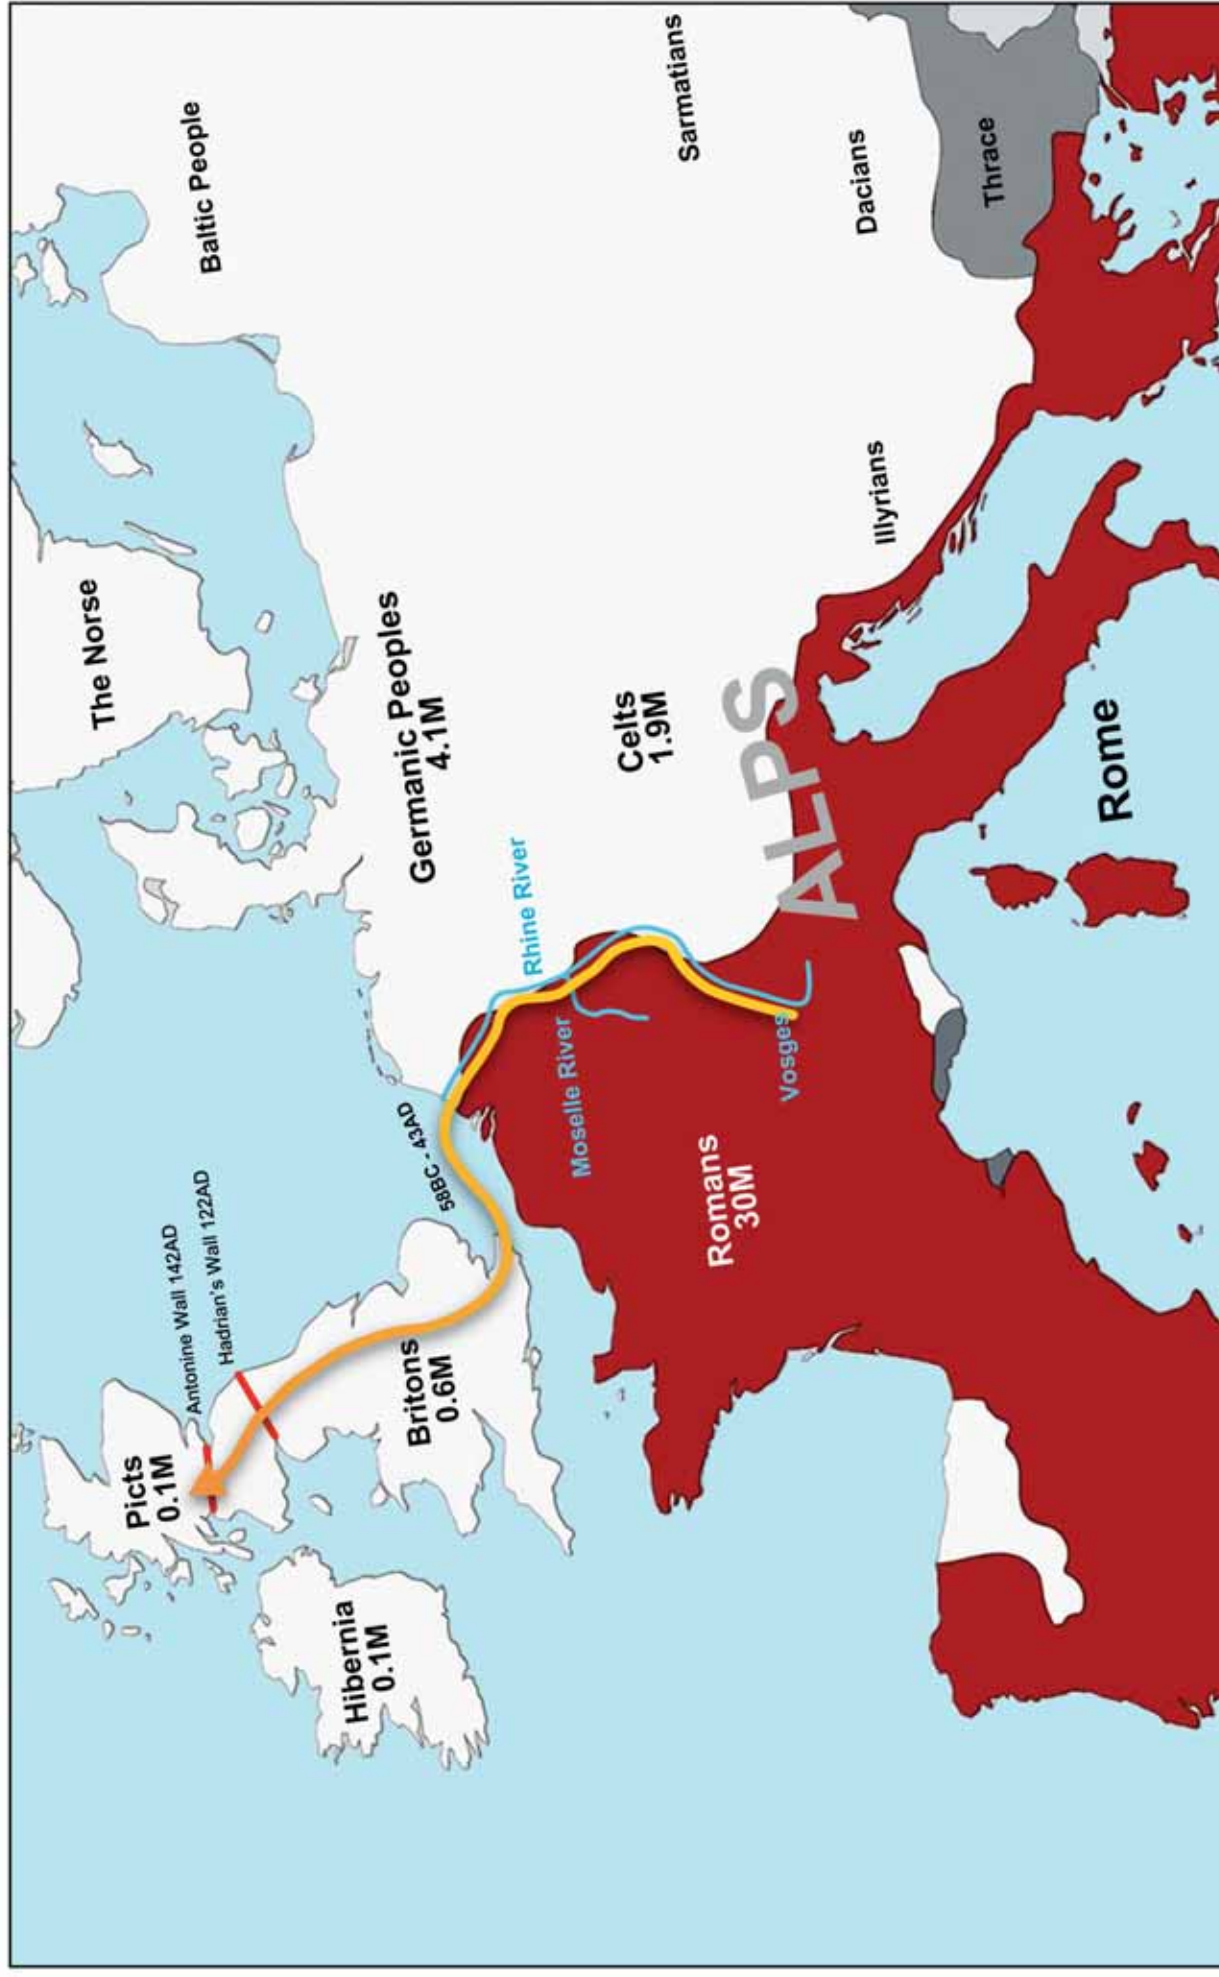 The Norse
Baltic People
Antonine Wall 142AD
Hadrian's Wall 122AD
Picts
0.1M
Hibernia
0.1M
Britons
0.6M
58BC - 43AD
Germanic Peoples
4.1M
Rhine River
Moselle River
Vosges
Celts
1.9M
Sarmatians
Dacians
Thrace
Illyrians
ALPS
Romans
30M
Rome